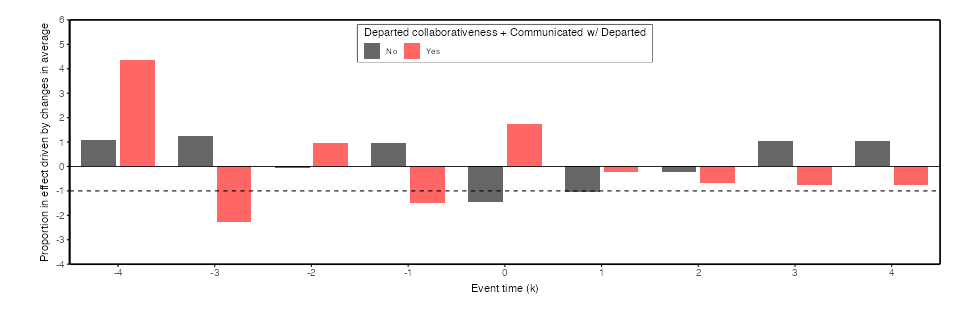 Departed collaborativeness + Communicated w/ Departed
No Yes
Proportion in effect driven by changes in average
6
5
4
3
2
1
0
-1
-2
-3
-4
-4 -3 -2 -1 0 1 2 3 4
Event time (k)